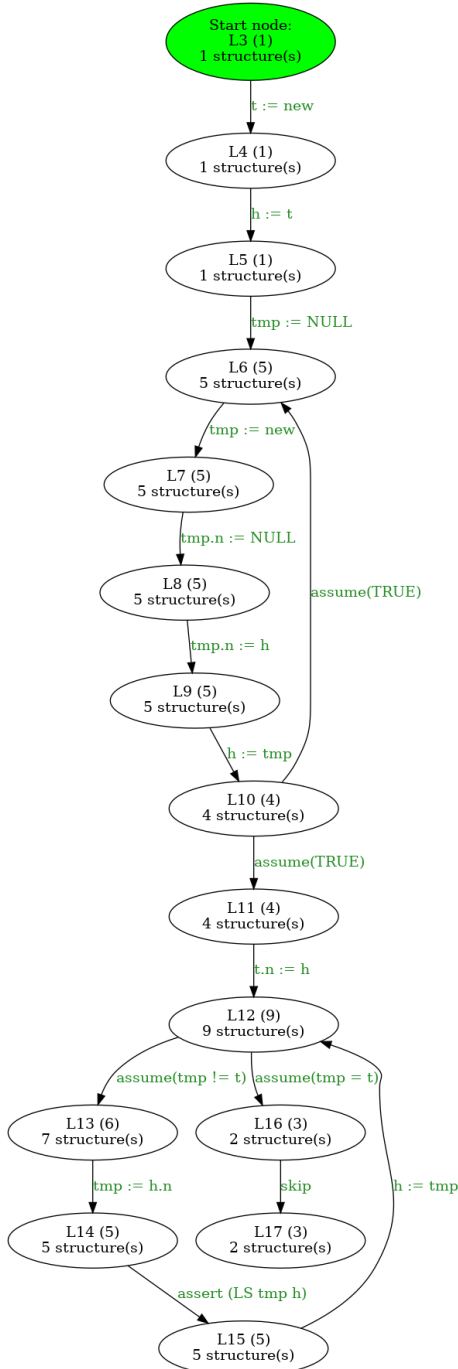 Start node:
L3 (1)
1 structure(s)
t := new
L4 (1)
1 structure(s)
h := t
L5 (1)
1 structure(s)
tmp := NULL
L6 (5)
5 structure(s)
tmp := new
L7 (5)
5 structure(s)
tmp.n := NULL
L8 (5)
5 structure(s)
assume(TRUE)
tmp.n := h
L9 (5)
5 structure(s)
h := tmp
L10 (4)
4 structure(s)
assume(TRUE)
L11 (4)
4 structure(s)
t.n := h
L12 (9)
9 structure(s)
assume(tmp != t)
assume(tmp = t)
L13 (6)
7 structure(s)
L16 (3)
2 structure(s)
tmp := h.n
skip
h := tmp
L14 (5)
5 structure(s)
L17 (3)
2 structure(s)
assert (LS tmp h)
L15 (5)
5 structure(s)